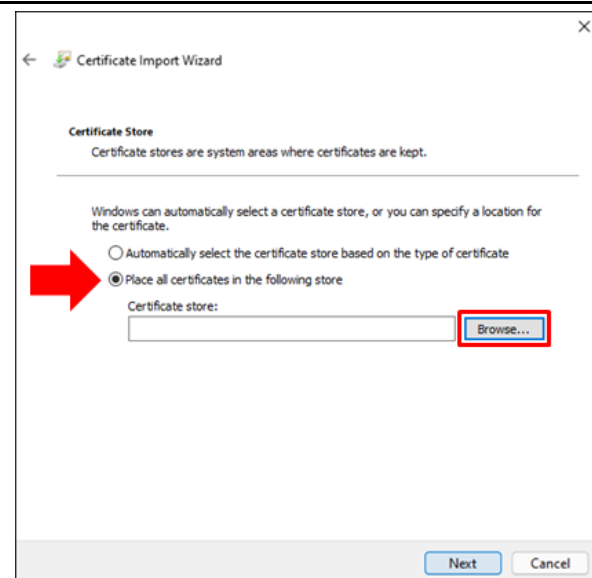 Certificate Import Wizard
Certificate Store
Certificate stores are system areas where certificates are kept.
Windows can automatically select a certificate store, or you can specify a location for
the certificate.
Automatically select the certificate store based on the type of certificate
Place all certificates in the following store
Certificate store:
Browse...
Next
Cancel